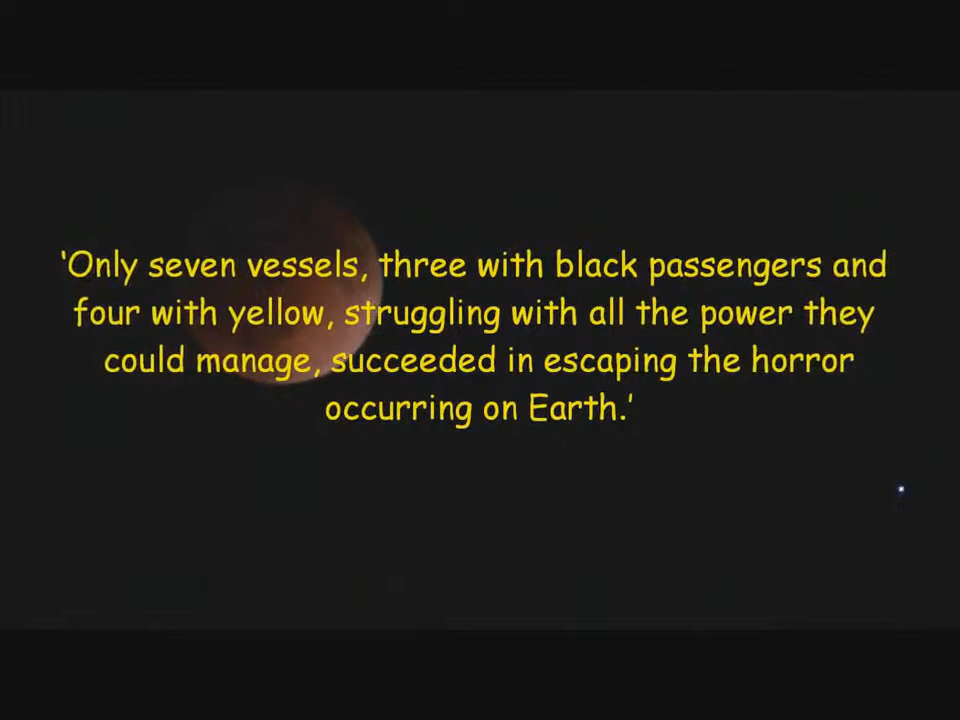 ‘Only seven vessels, three with black passengers and
four with yellow, struggling with all the power they
could manage, succeeded in escaping the horror
occurring on Earth.’